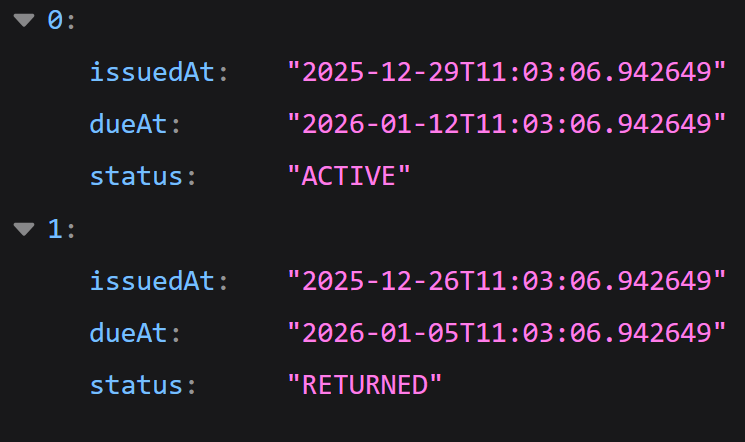 0:
issuedAt: "2025-12-29T11:03:06.942649"
dueAt: "2026-01-12T11:03:06.942649"
status: "ACTIVE"
1:
issuedAt: "2025-12-26T11:03:06.942649"
dueAt: "2026-01-05T11:03:06.942649"
status: "RETURNED"